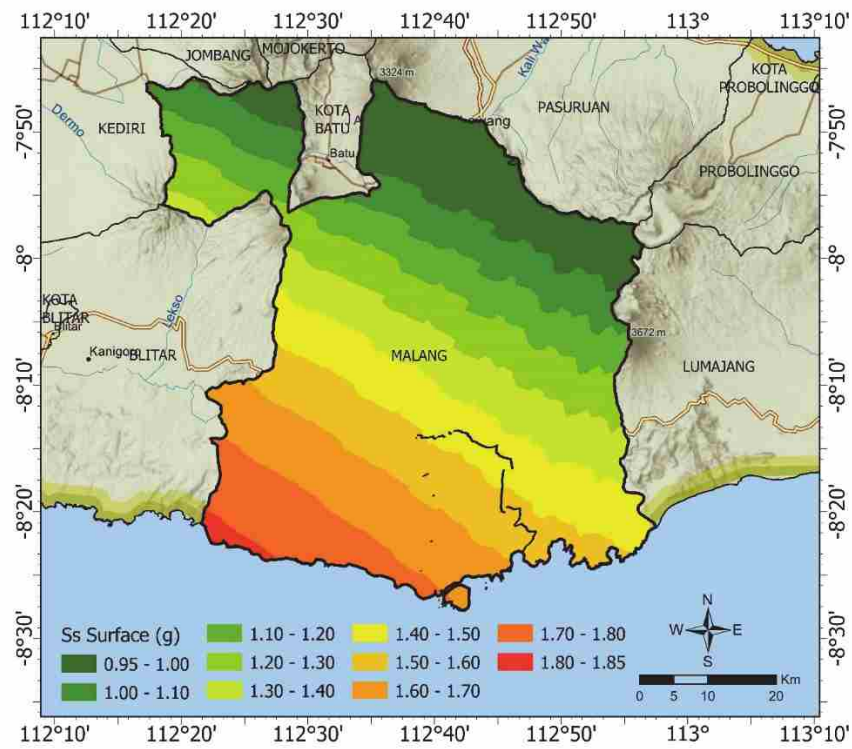 112°10' 112°20' 112°30' 112°40' 112°50' 113° 113°10'
JOMBANG
MOJOKERTO
3324 m
KOTA
PROBOLINGGO
Dermo
KEDIRI
KOTA
BATU
Batu
PASURUAN
PROBOLINGGO
-7°50'
-7°50'
-8°
-8°
KOTA
BLITAR
Blitar
Kanigoro
BLITAR
Lekso
MALANG
3672 m
LUMAJANG
-8°10'
-8°10'
-8°20'
-8°20'
-8°30'
-8°30'
Ss Surface (g)
0.95 - 1.00
1.00 - 1.10
1.10 - 1.20
1.20 - 1.30
1.30 - 1.40
1.40 - 1.50
1.50 - 1.60
1.60 - 1.70
1.70 - 1.80
1.80 - 1.85
N
W E
S
Km
0 5 10 20
112°10' 112°20' 112°30' 112°40' 112°50' 113° 113°10'